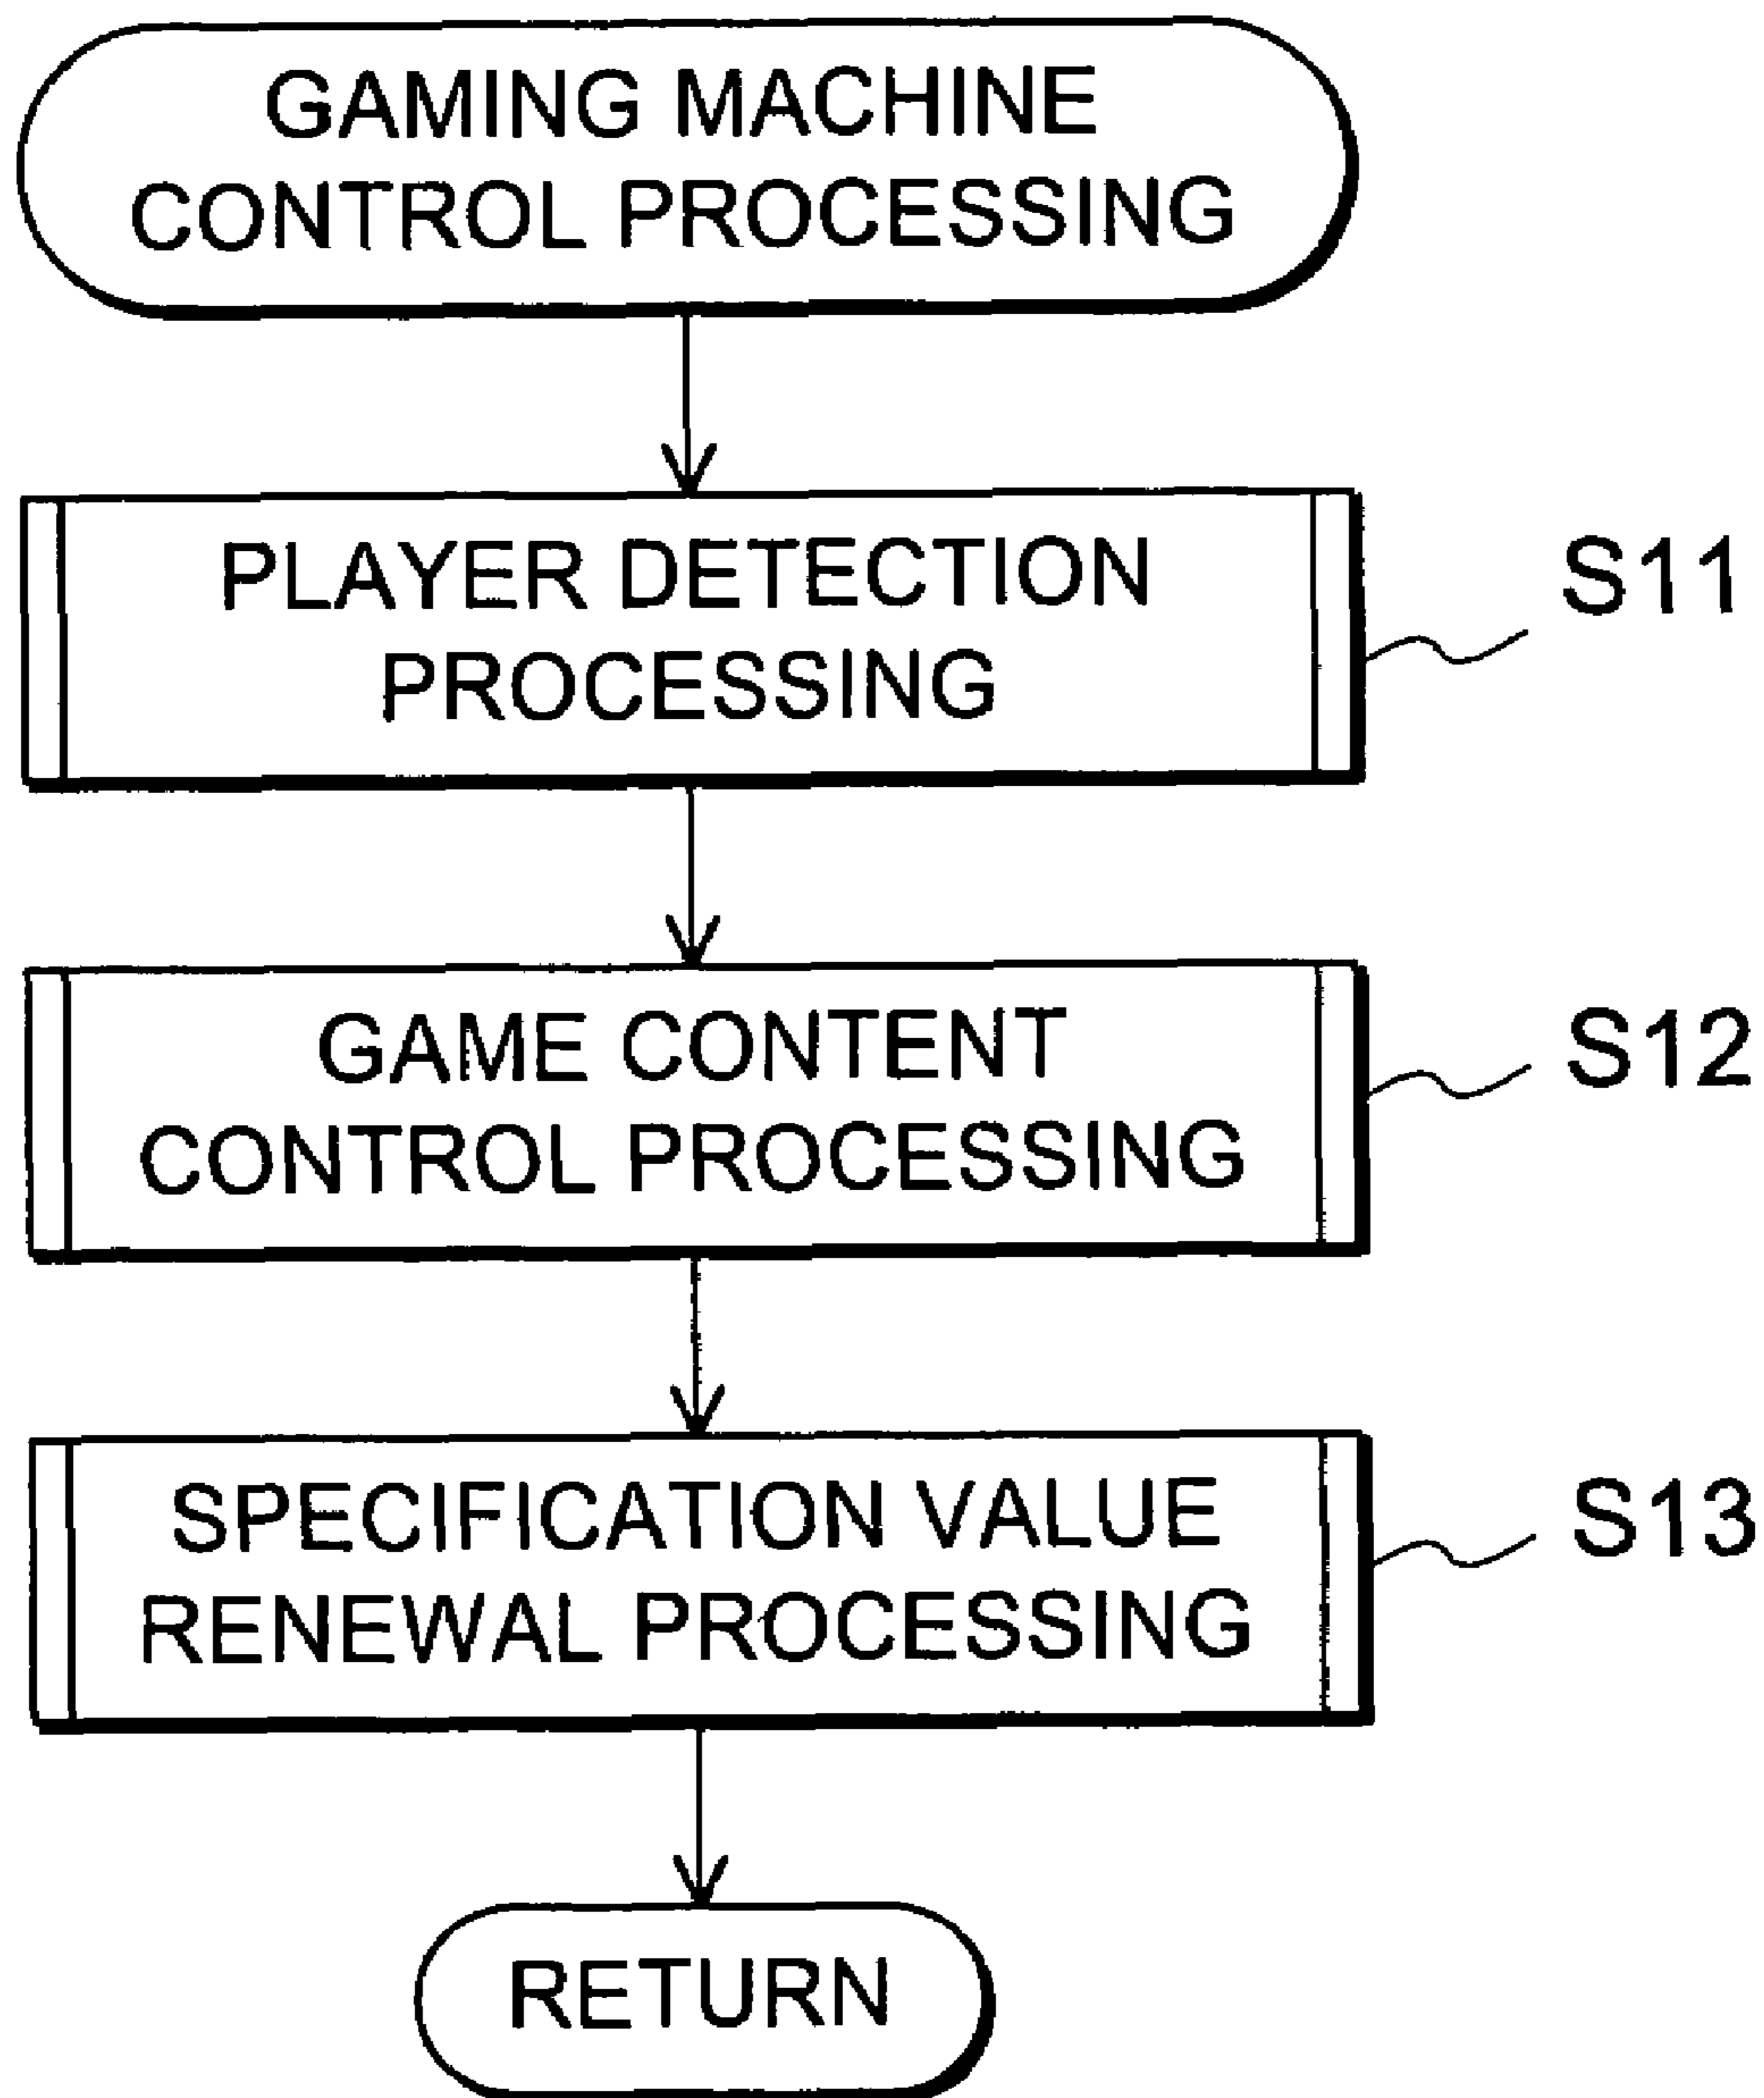 GAMING MACHINE
CONTROL PROCESSING
PLAYER DETECTION
PROCESSING
S11
GAME CONTENT
CONTROL PROCESSING
S12
SPECIFICATION VALUE
RENEWAL PROCESSING
S13
RETURN